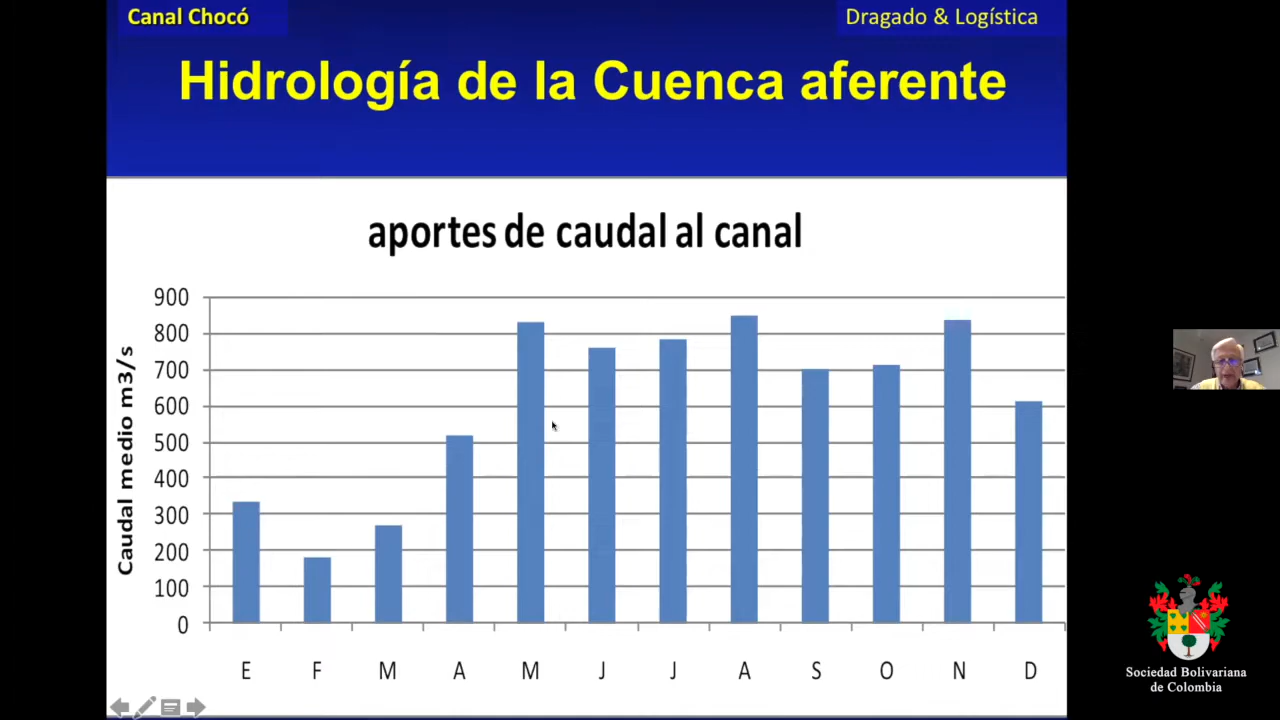 Canal Chocó
Dragado & Logística
Hidrología de la Cuenca aferente
aportes de caudal al canal
Caudal medio m3/s
900
800
700
600
500
400
300
200
100
0
E F M A M J J A S O N D
Sociedad Bolivariana
de Colombia